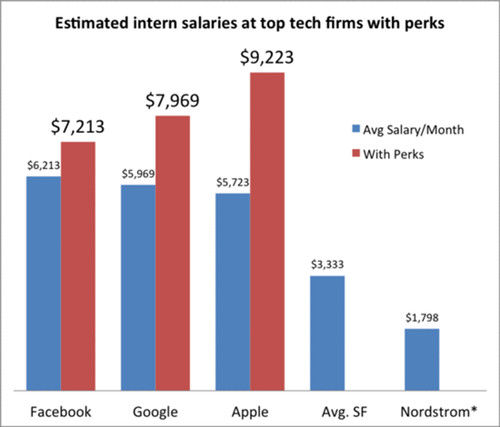 Estimated intern salaries at top tech firms with perks
$9,223
$7,969
$7,213
Avg Salary/Month
With Perks
$6,213
$5,969
$5,723
$3,333
$1,798
Facebook
Google
Apple
Avg. SF
Nordstrom*